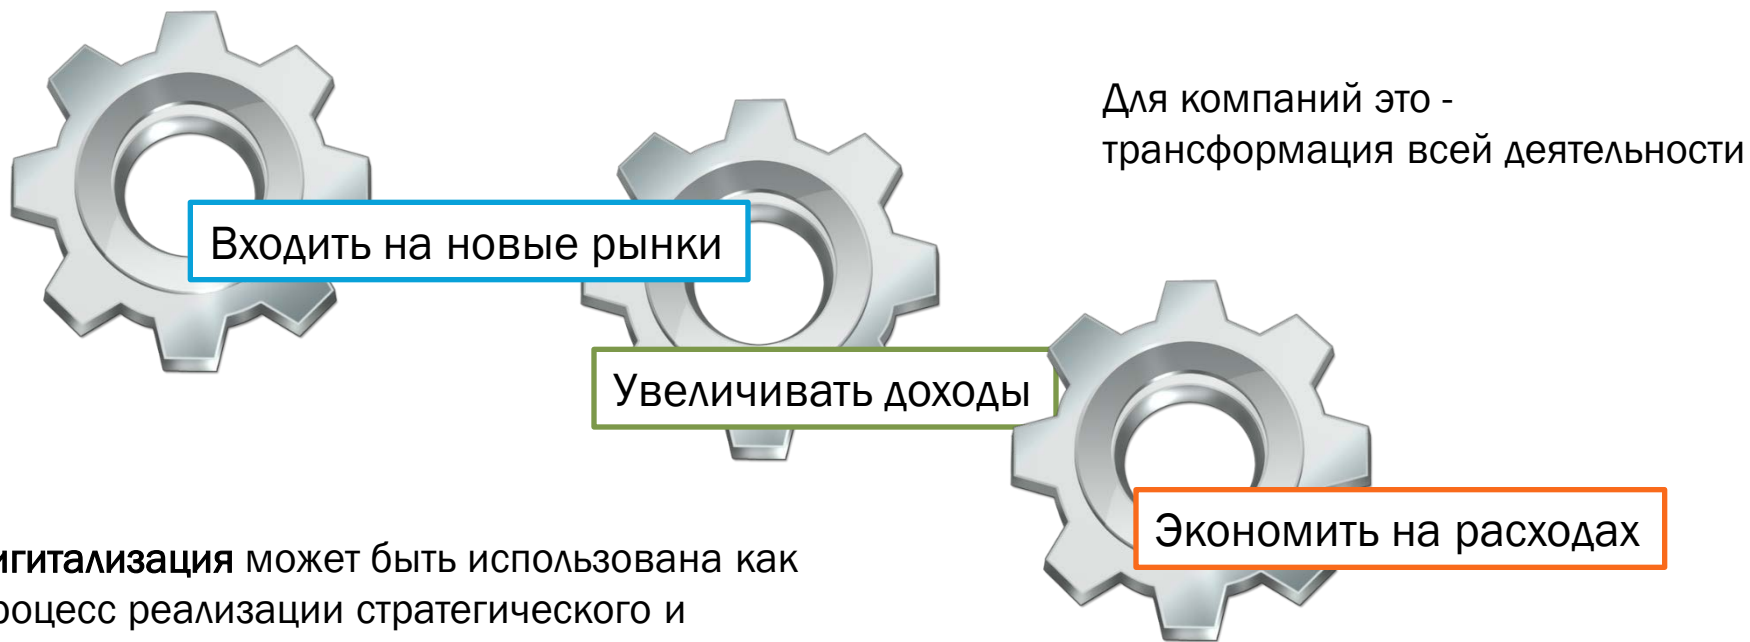 Для компаний это -
трансформация всей деятельности
Входить на новые рынки
Увеличивать доходы
Экономить на расходах
игитализация может быть использована как
роцесс реализации стратегического и